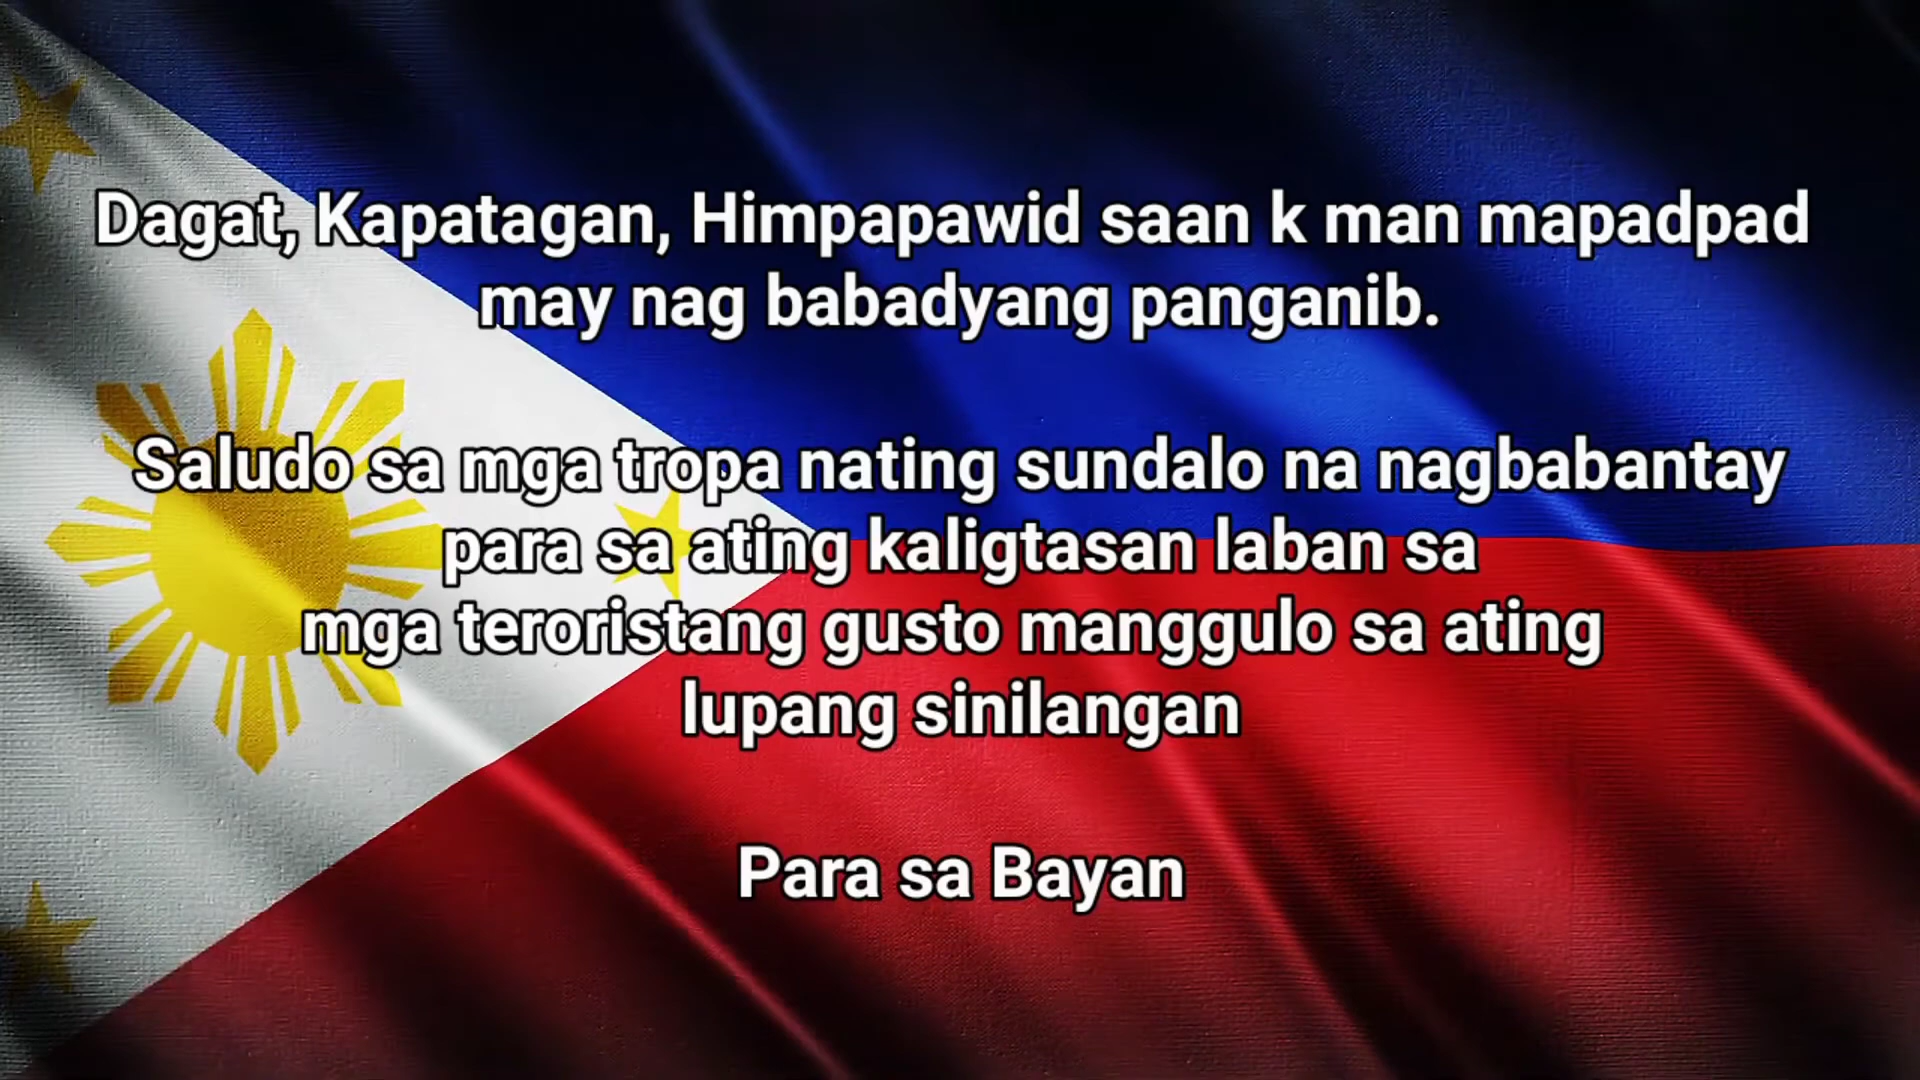 Dagat, Kapatagan, Himpapawid saan k man mapadpad
may nag babadyang panganib.
Saludo sa mga tropa nating sundalo na nagbabantay
para sa ating kaligtasan laban sa
mga teroristang gusto manggulo sa ating
lupang sinilangan
Para sa Bayan